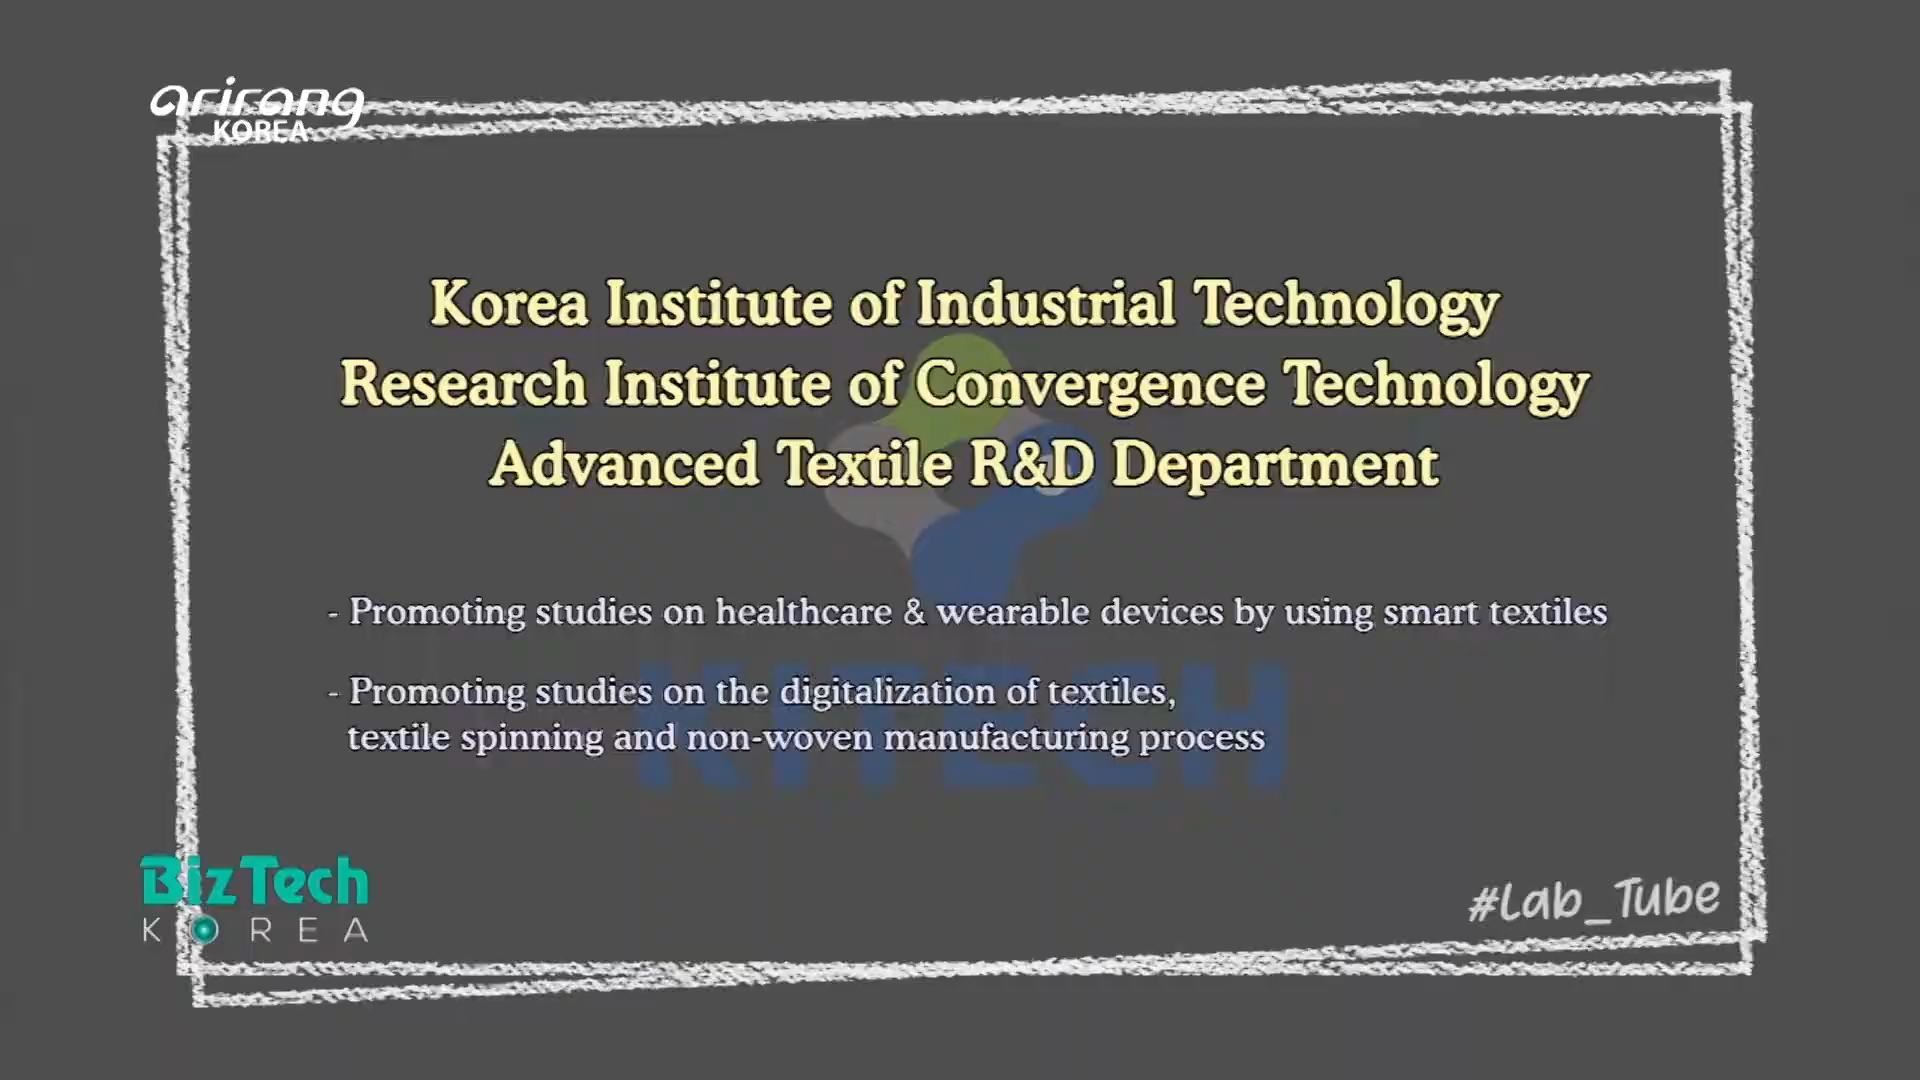 arirang
KOREA
Korea Institute of Industrial Technology
Research Institute of Convergence Technology
Advanced Textile R&D Department
- Promoting studies on healthcare & wearable devices by using smart textiles
- Promoting studies on the digitalization of textiles,
textile spinning and non-woven manufacturing process
KITECH
BizTech
KOREA
#Lab_Tube